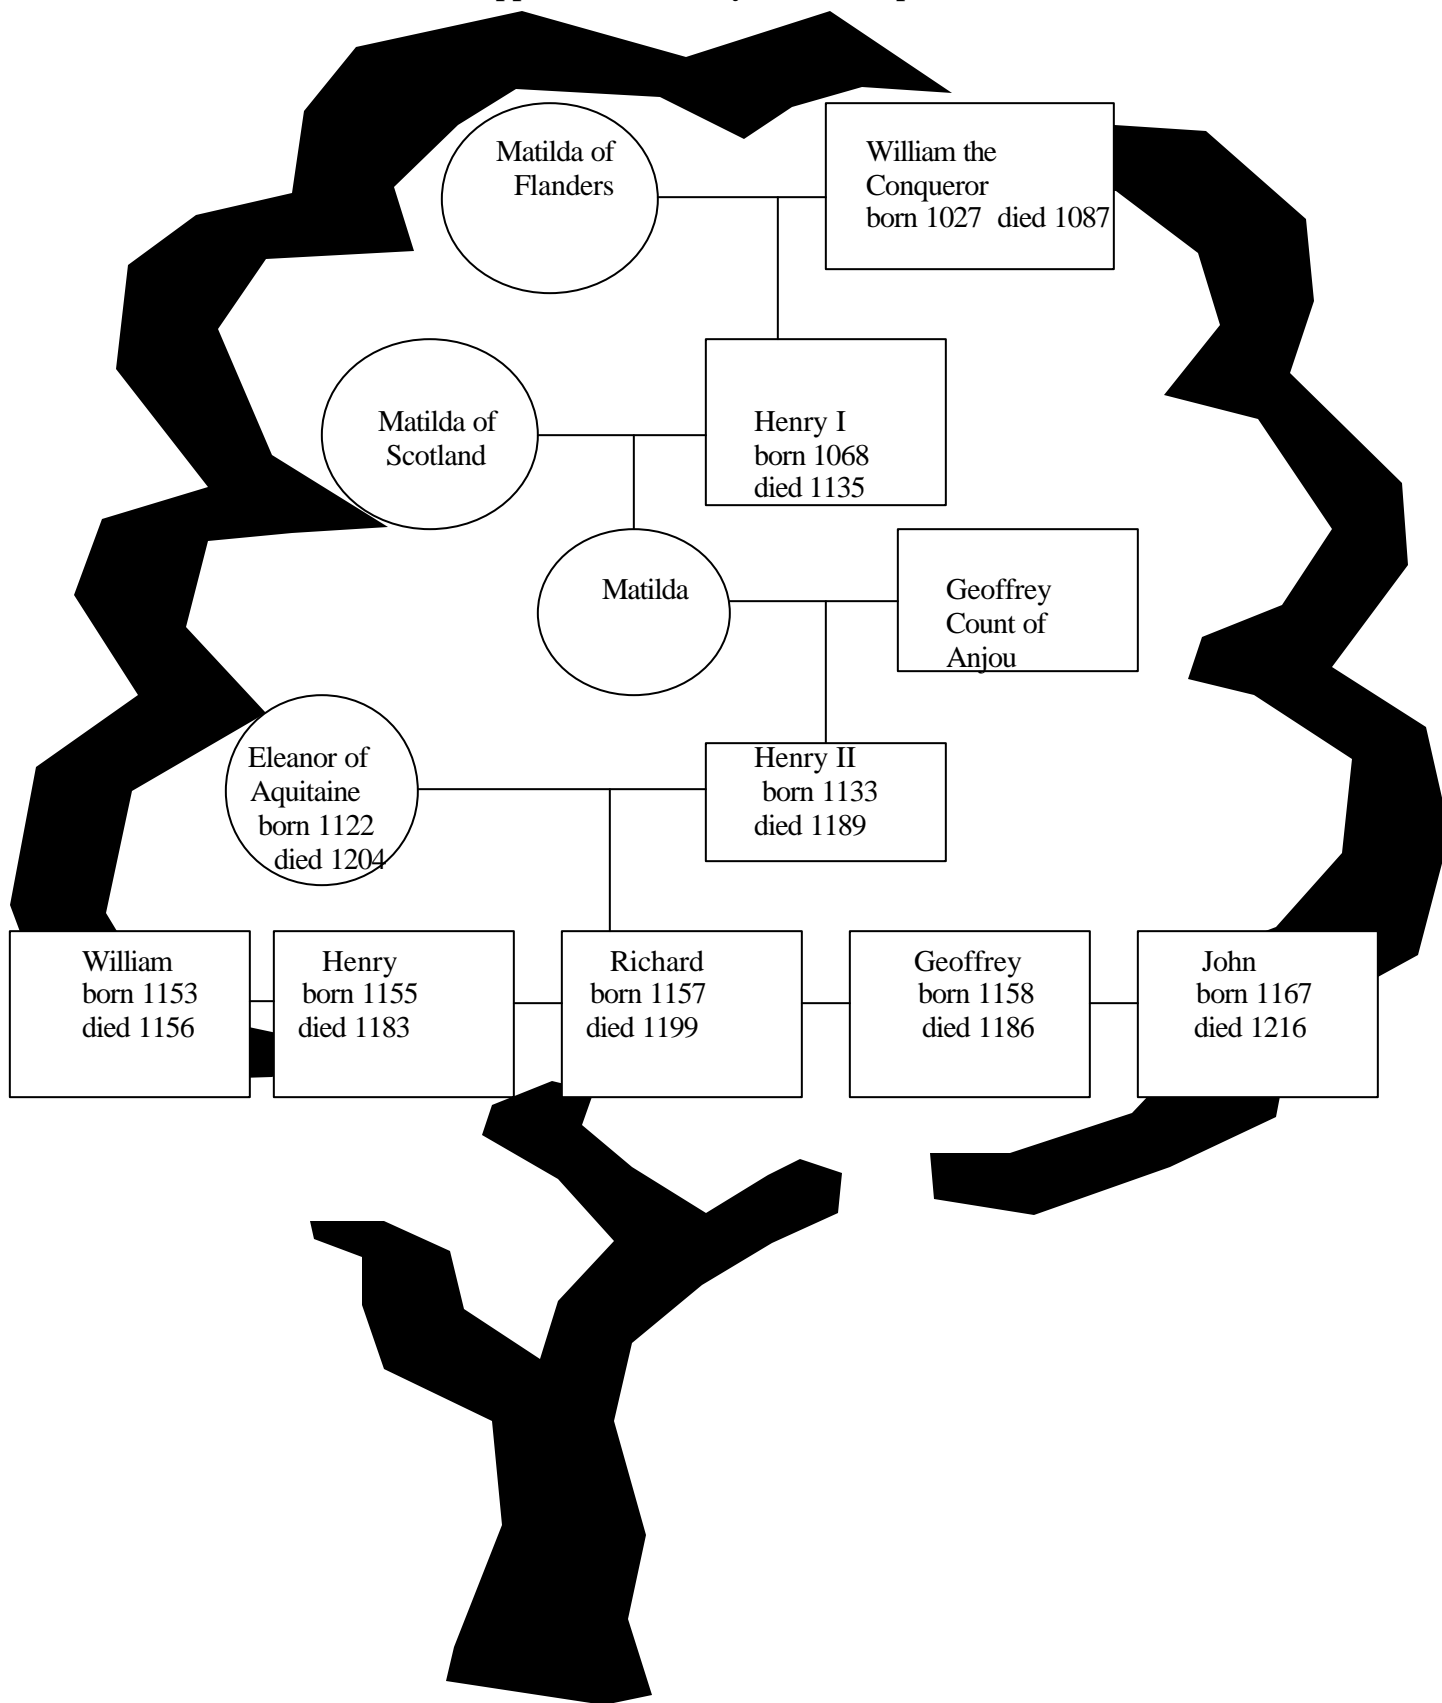 Matilda of
Flanders
William the
Conqueror
born 1027 died 1087
Matilda of
Scotland
Henry I
born 1068
died 1135
Matilda
Geoffrey
Count of
Anjou
Eleanor of
Aquitaine
born 1122
died 1204
Henry II
born 1133
died 1189
William
born 1153
died 1156
Henry
born 1155
died 1183
Richard
born 1157
died 1199
Geoffrey
born 1158
died 1186
John
born 1167
died 1216